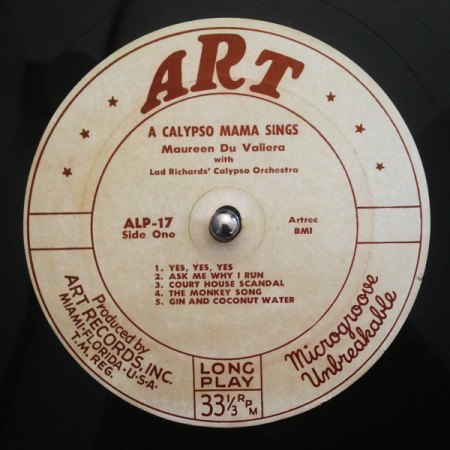 ART
A CALYPSO MAMA SINGS
Maureen Du Valiera
with
Lad Richards' Calypso Orchestra
ALP-17
Side One
Artrec
BMI
1. YES, YES, YES
2. ASK ME WHY I RUN
3. COURT HOUSE SCANDAL
4. THE MONKEY SONG
5. GIN AND COCONUT WATER
Produced by
ART RECORDS, INC.
MIAMI-FLORIDA-U·S·A·
T. M. REG.
LONG
PLAY
33⅓ RPM
Microgroove
Unbreakable